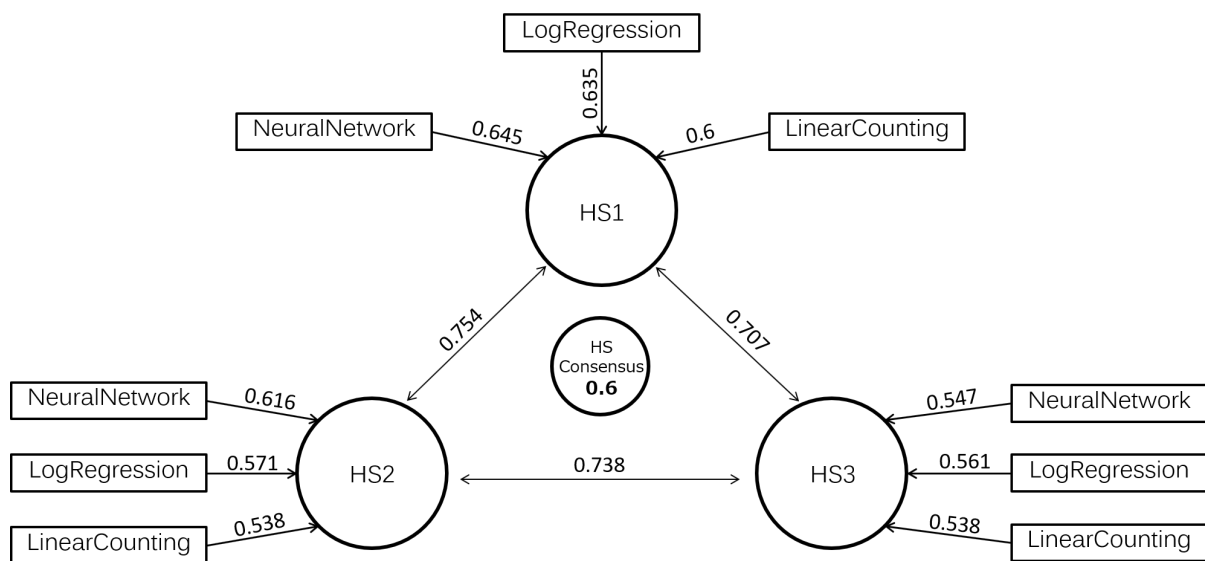 LogRegression
0.635
NeuralNetwork
0.645
0.6
LinearCounting
HS1
0.754
0.707
HS
Consensus
0.6
NeuralNetwork
0.616
LogRegression
0.571
LinearCounting
0.538
HS2
0.738
HS3
0.547
NeuralNetwork
0.561
LogRegression
0.538
LinearCounting